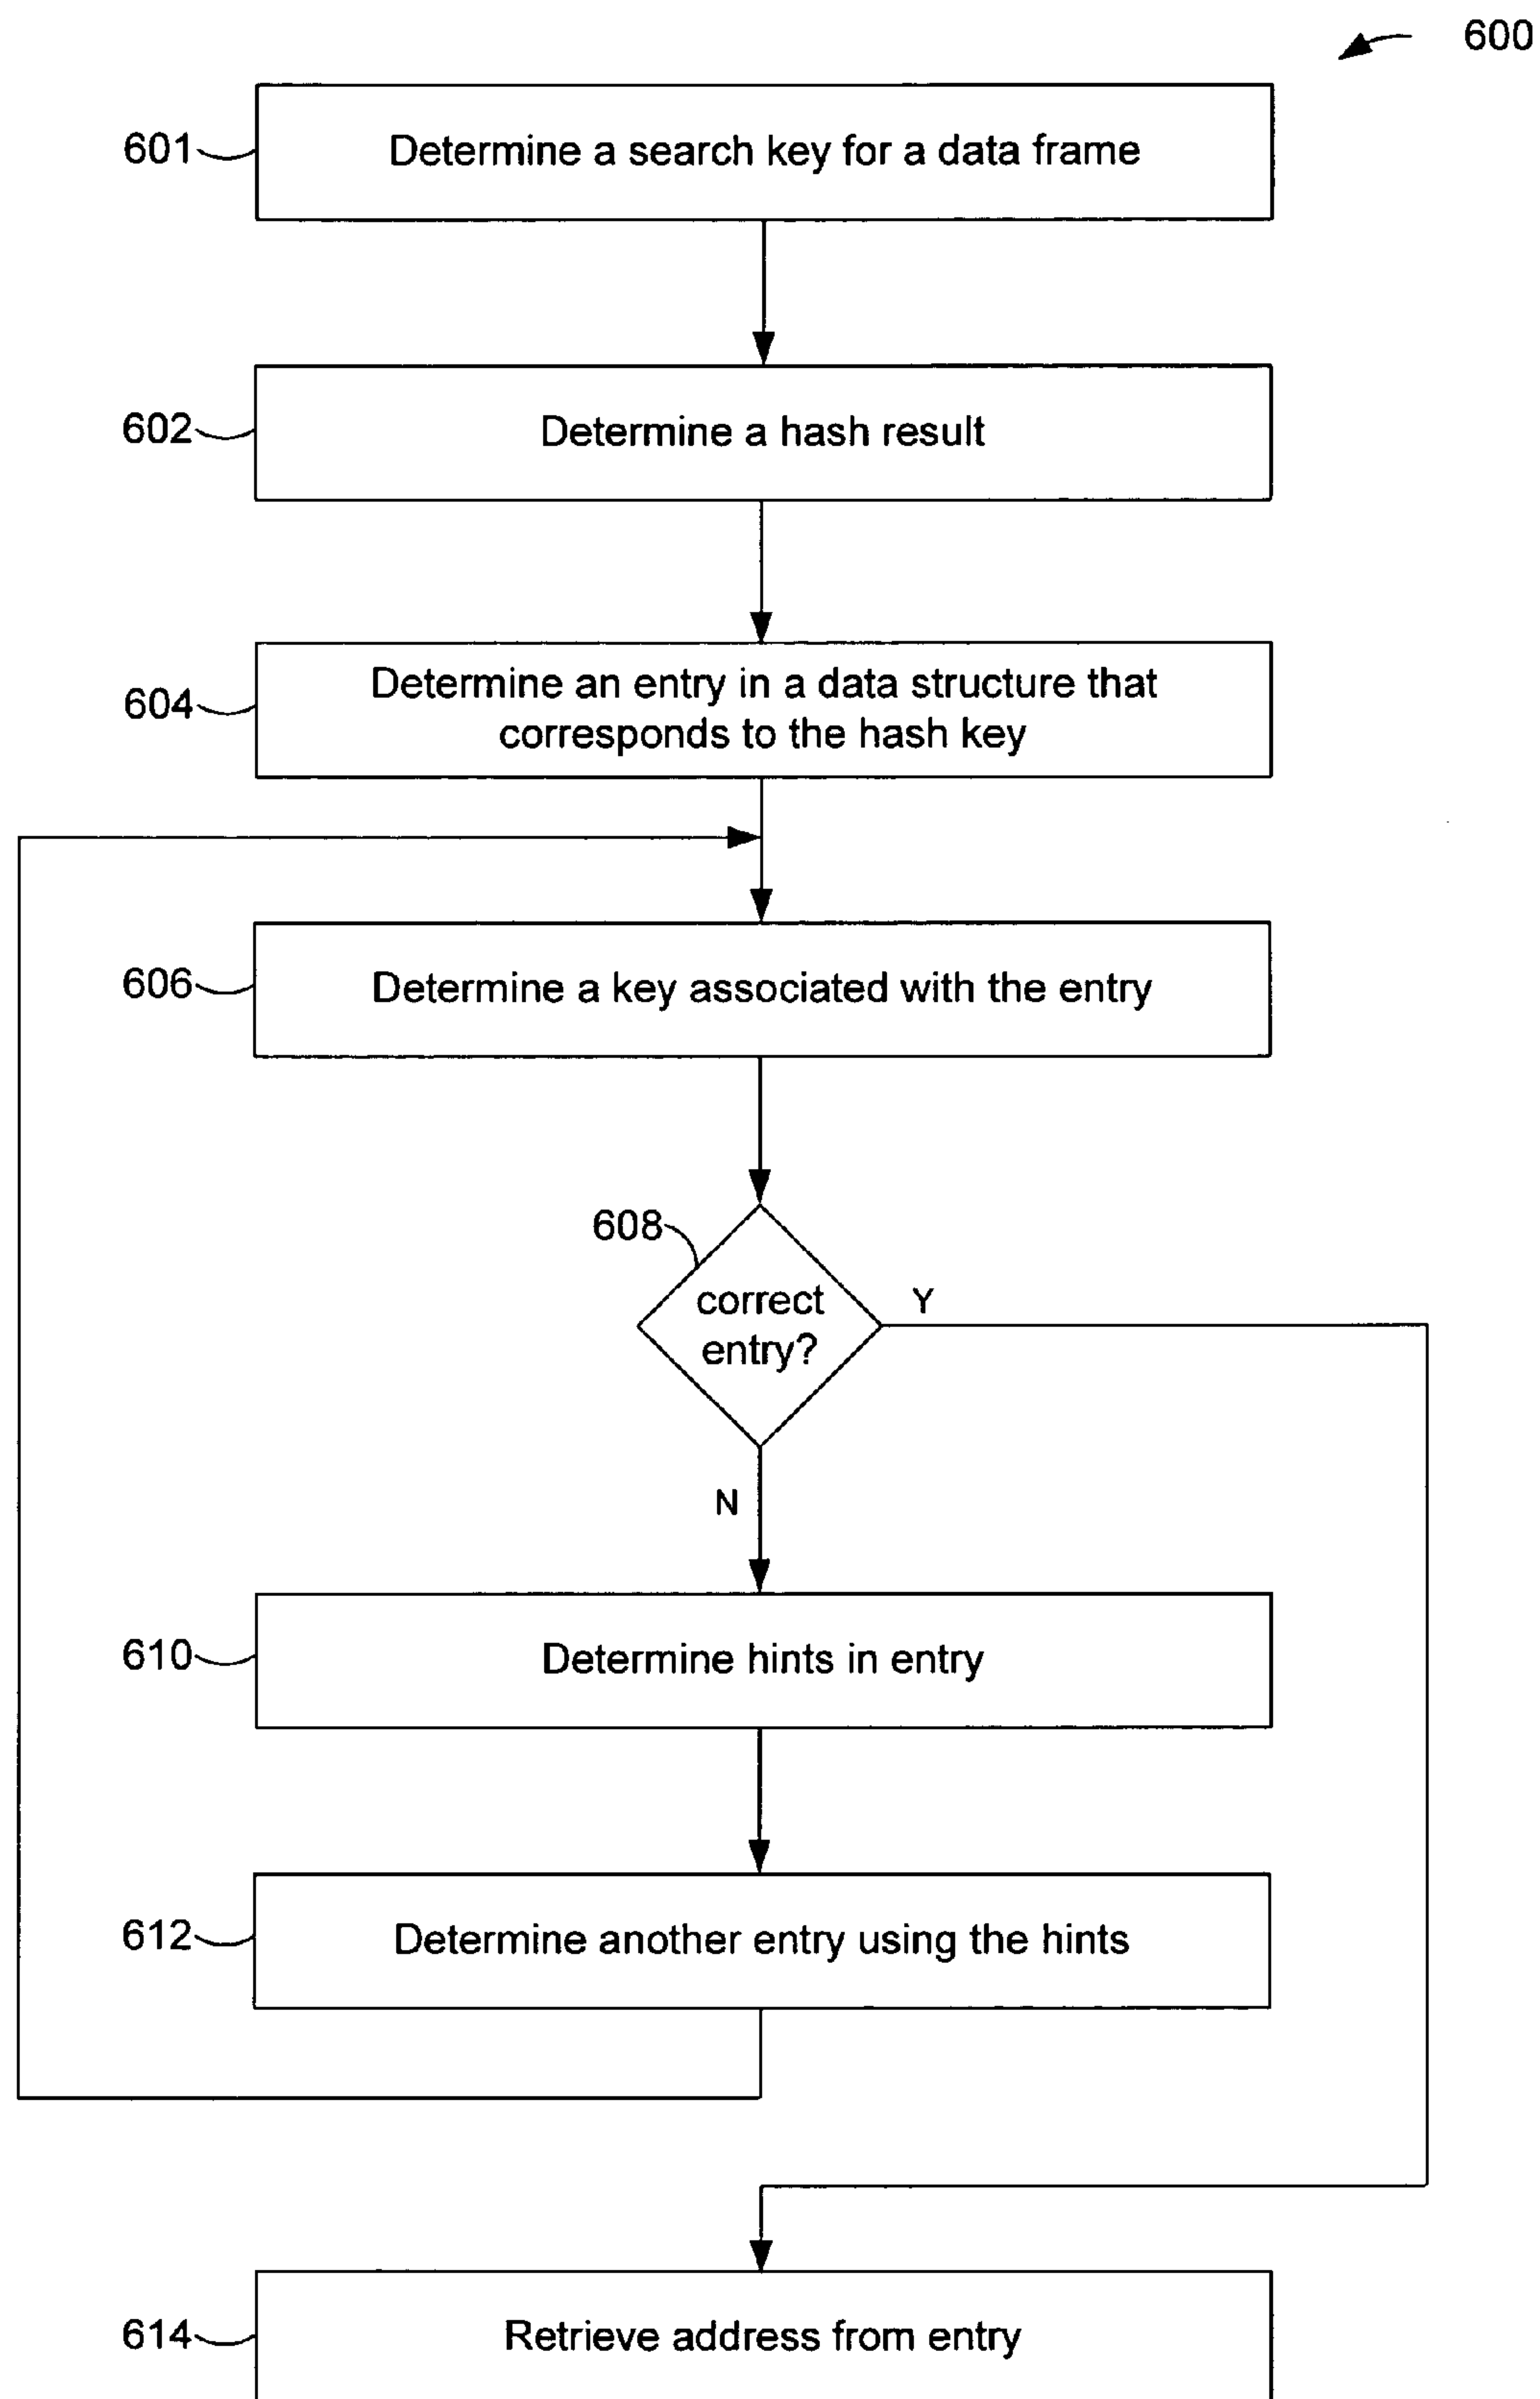 600
601
Determine a search key for a data frame
602
Determine a hash result
604
Determine an entry in a data structure that
corresponds to the hash key
606
Determine a key associated with the entry
608
correct
entry?
Y
N
610
Determine hints in entry
612
Determine another entry using the hints
614
Retrieve address from entry